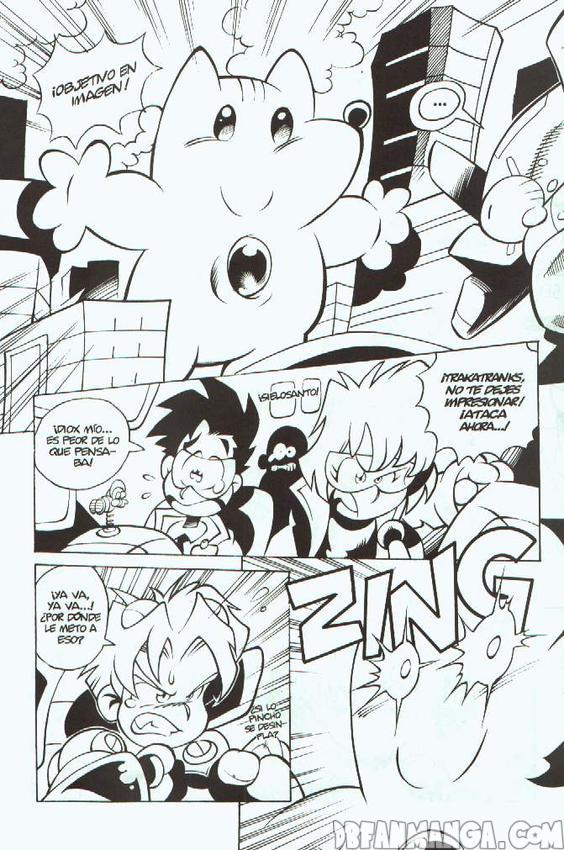 ¡OBJETIVO EN
IMAGEN!
...
¡DIOX MÍO...
ES PEOR DE LO
QUE PENSA-
BA!
¡SIELOSANTO!
¡TRAKATRANKS,
NO TE DEJES
IMPRESIONAR!
¡ATACA
AHORA...!
¡YA VA,
YA VA...!
¿POR DÓNDE
LE METO A
ESO?
¿SI LO
PINCHO
SE DESIN-
FLA?
ZING
DBFANMANGA.COM